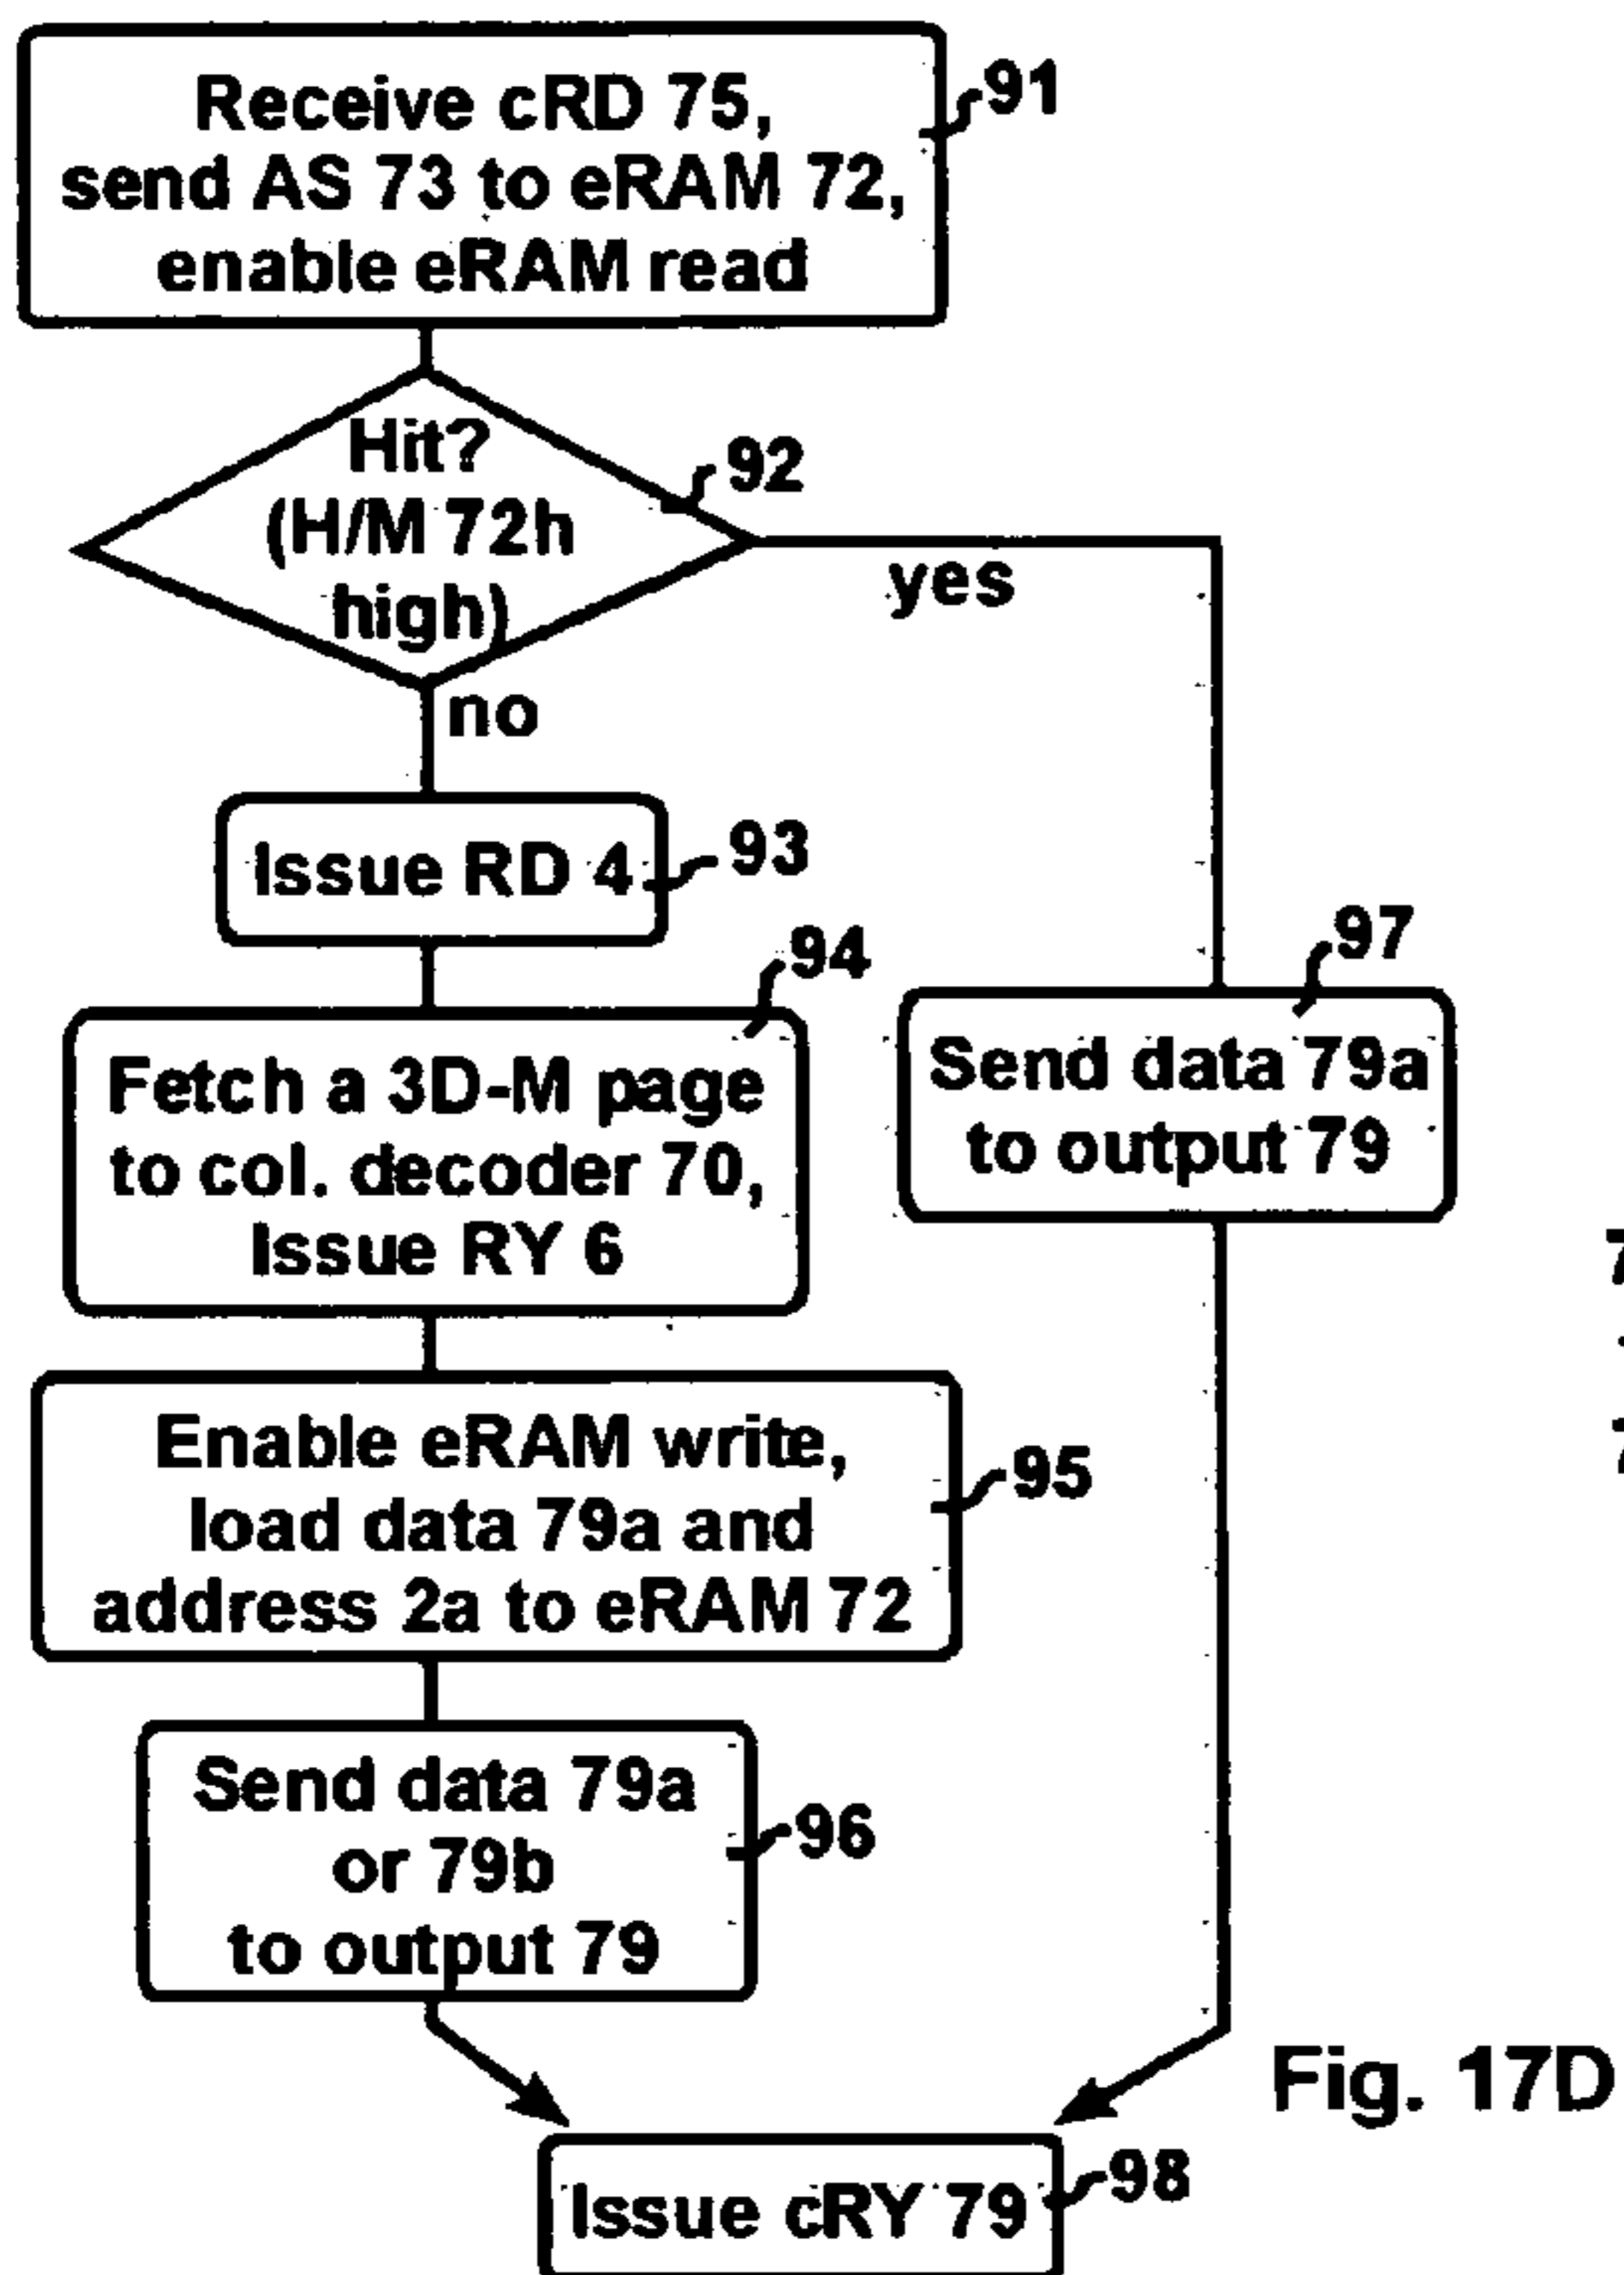 Receive cRD 75,
send AS 73 to eRAM 72,
enable eRAM read
91
Hit?
(H/M 72h
high)
92
yes
no
Issue RD 4
93
94
Fetch a 3D-M page
to col. decoder 70,
Issue RY 6
97
Send data 79a
to output 79
Enable eRAM write,
load data 79a and
address 2a to eRAM 72
95
Send data 79a
or 79b
to output 79
96
Fig. 17D
Issue cRY 79
98